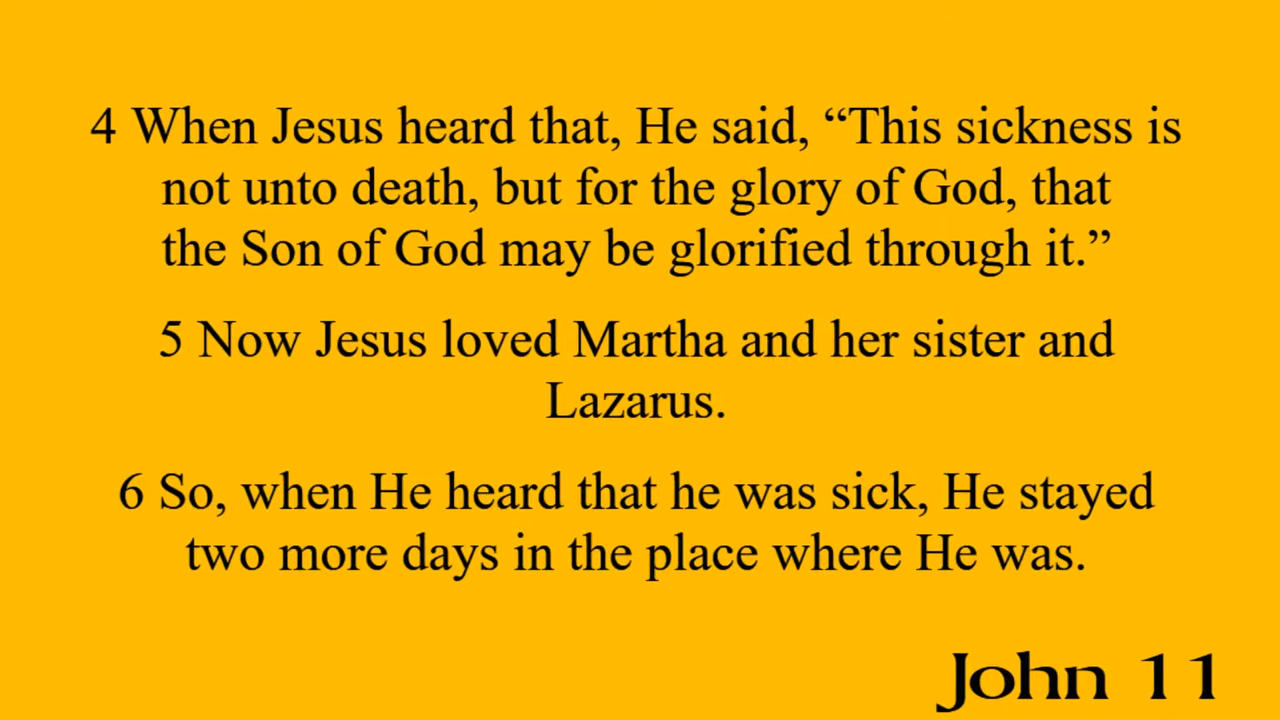 4 When Jesus heard that, He said, “This sickness is
not unto death, but for the glory of God, that
the Son of God may be glorified through it.”
5 Now Jesus loved Martha and her sister and
Lazarus.
6 So, when He heard that he was sick, He stayed
two more days in the place where He was.
John 11